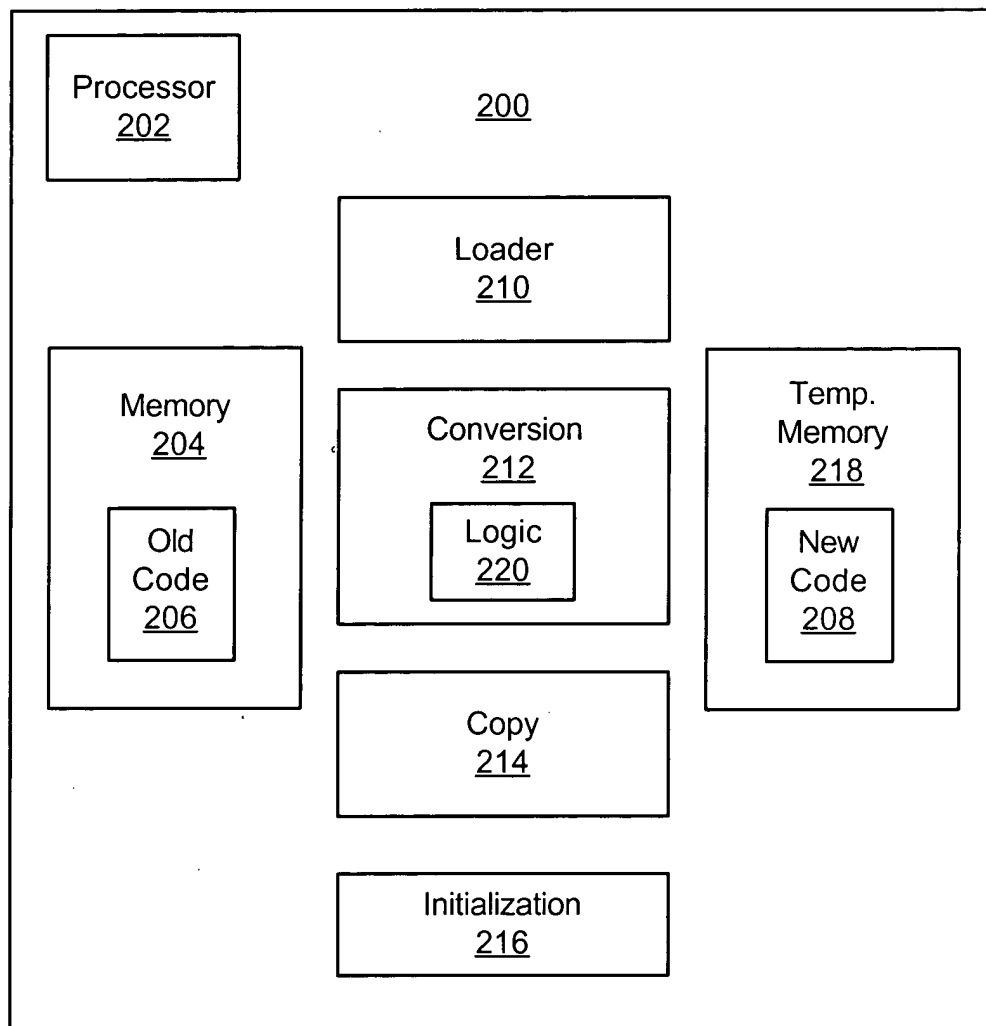 Processor
202
200
Loader
210
Memory
204
Old
Code
206
Conversion
212
Logic
220
Temp.
Memory
218
New
Code
208
Copy
214
Initialization
216